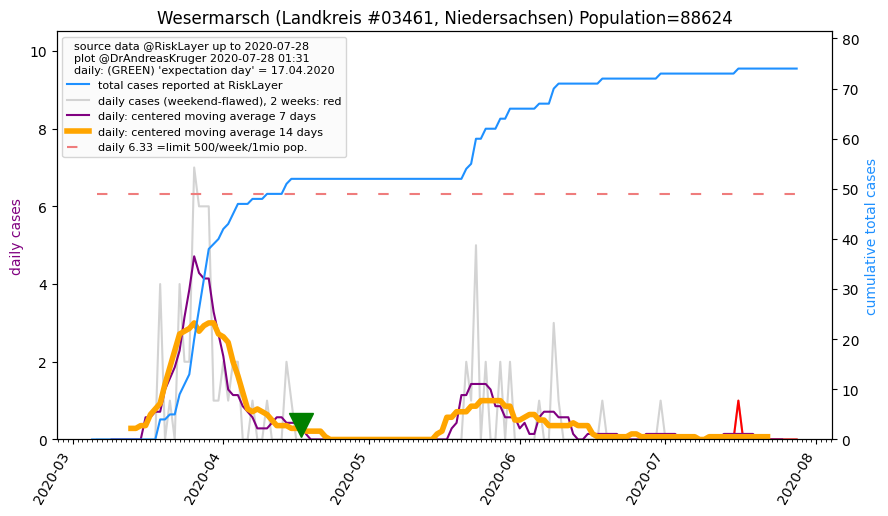 Wesermarsch (Landkreis #03461, Niedersachsen) Population=88624
source data @RiskLayer up to 2020-07-28
plot @DrAndreasKruger 2020-07-28 01:31
daily: (GREEN) 'expectation day' = 17.04.2020
total cases reported at RiskLayer
daily cases (weekend-flawed), 2 weeks: red
daily: centered moving average 7 days
daily: centered moving average 14 days
daily 6.33 =limit 500/week/1mio pop.
daily cases
10
8
6
4
2
0
80
70
60
50
40
30
20
10
0
cumulative total cases
2020-03
2020-04
2020-05
2020-06
2020-07
2020-08